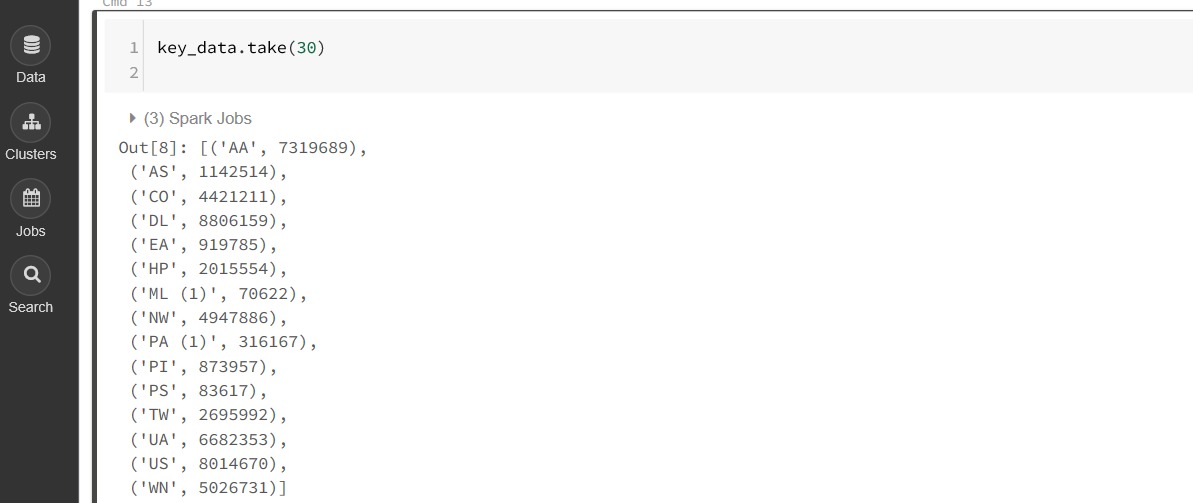 Cmd 13
Data
Clusters
Jobs
Search
1 key_data.take(30)
2
(3) Spark Jobs
Out[8]: [('AA', 7319689),
('AS', 1142514),
('CO', 4421211),
('DL', 8806159),
('EA', 919785),
('HP', 2015554),
('ML (1)', 70622),
('NW', 4947886),
('PA (1)', 316167),
('PI', 873957),
('PS', 83617),
('TW', 2695992),
('UA', 6682353),
('US', 8014670),
('WN', 5026731)]